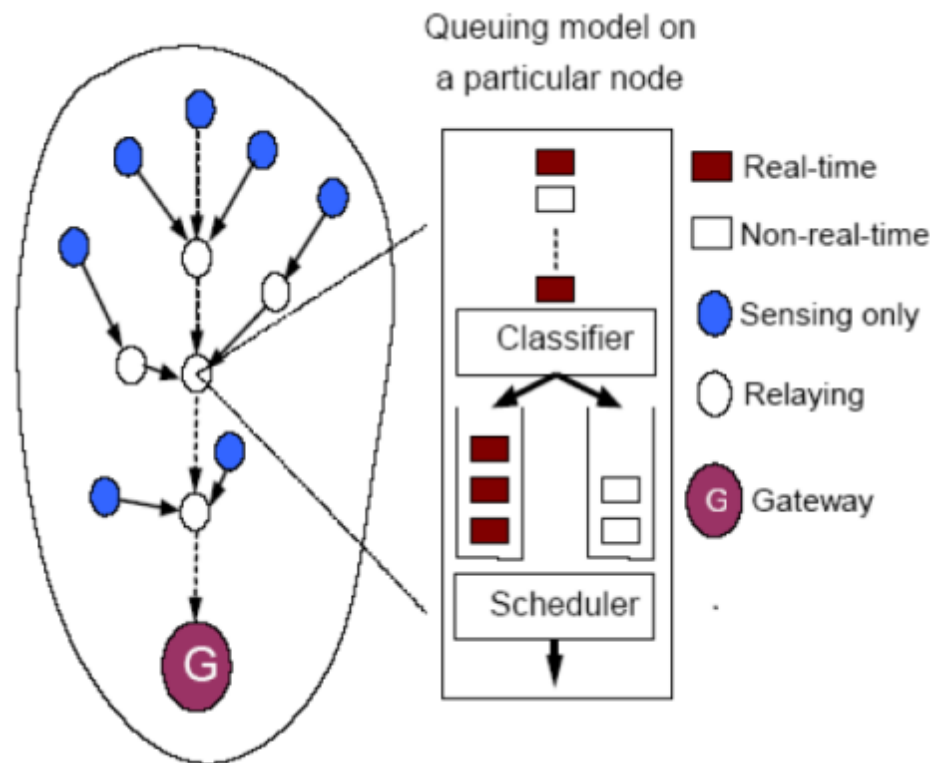 Queuing model on
a particular node
Real-time
Non-real-time
Classifier
Sensing only
Relaying
G
Gateway
Scheduler
G